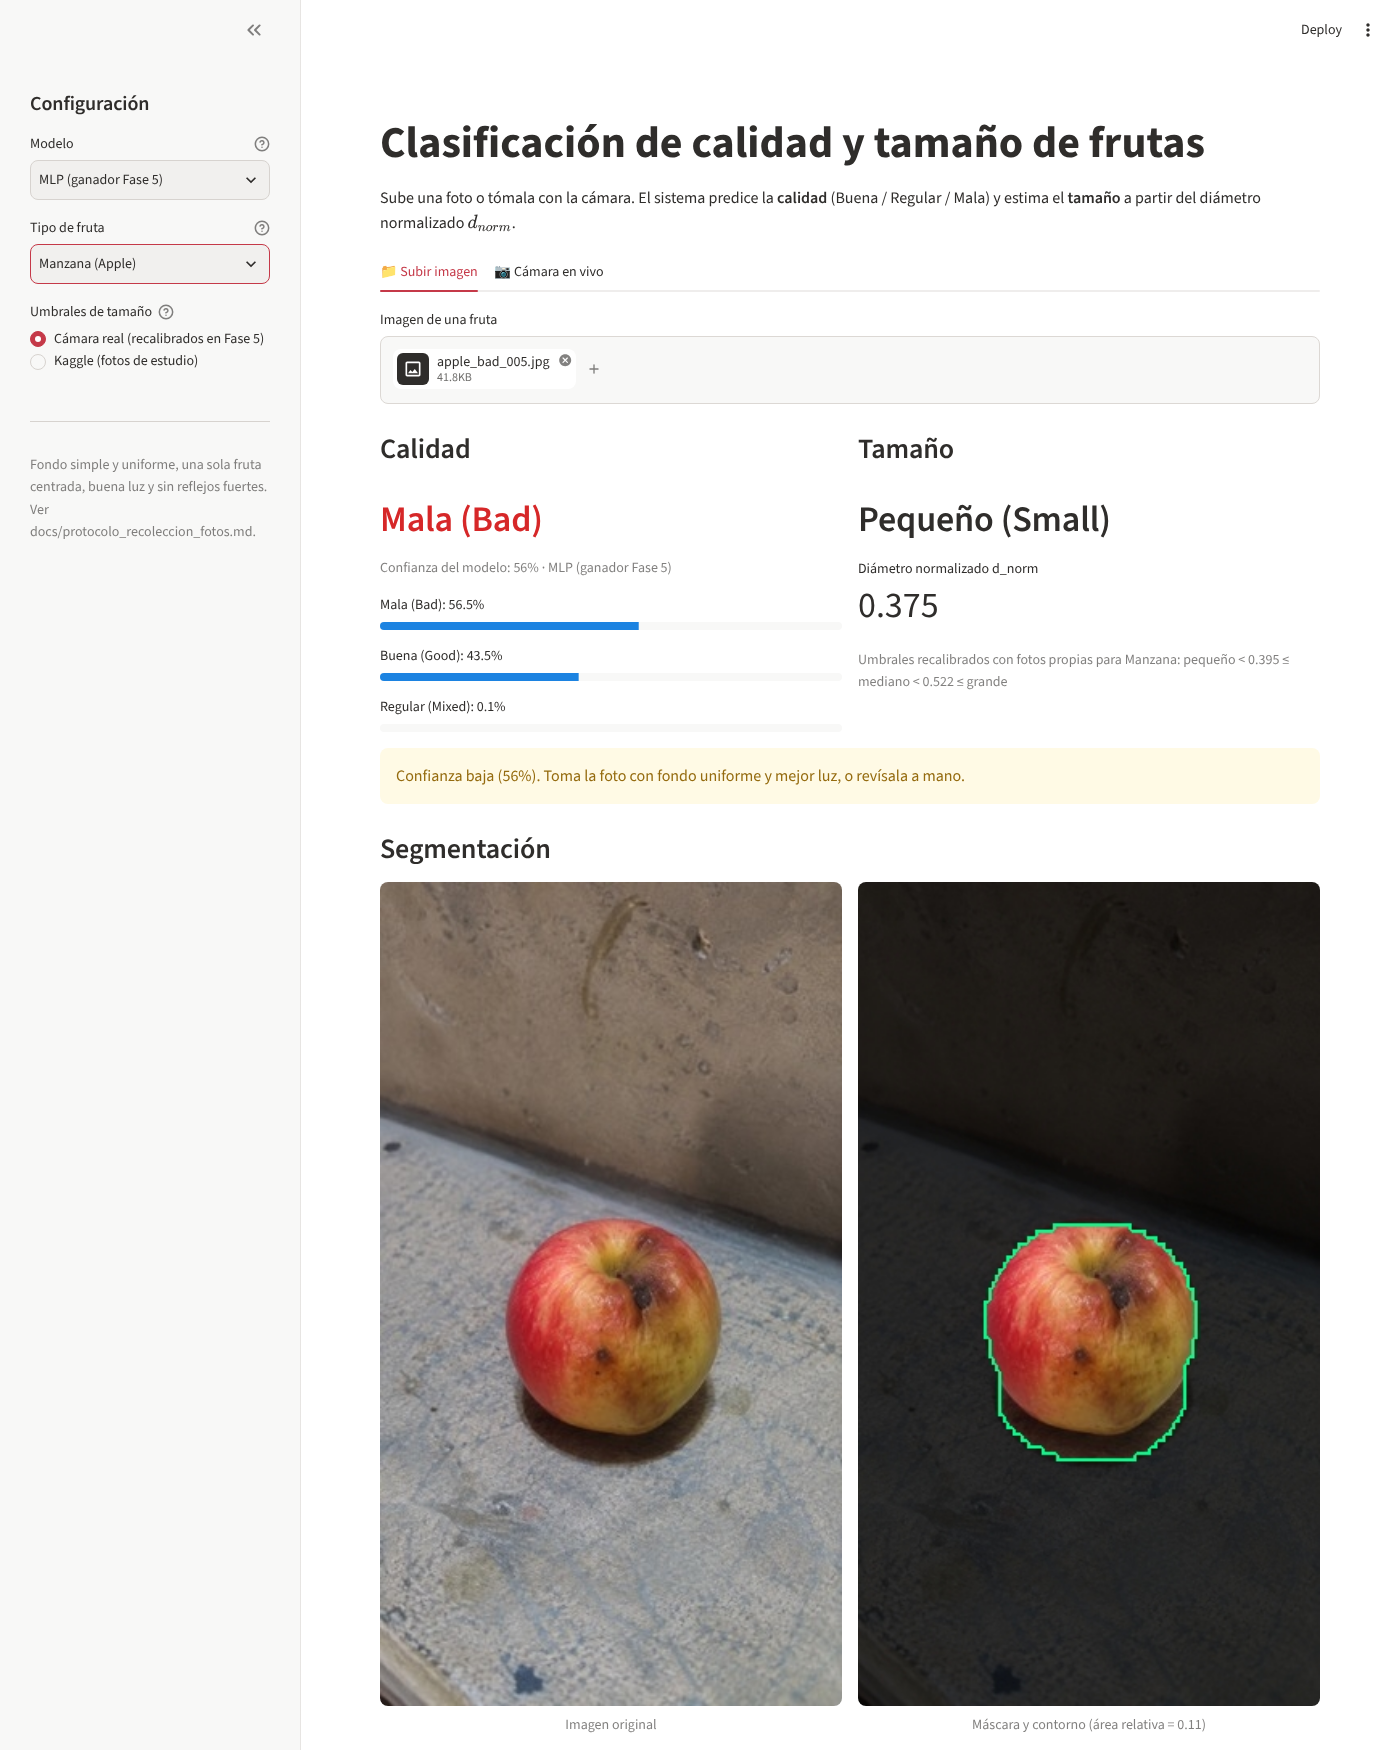 Deploy
Configuración
Modelo
MLP (ganador Fase 5)
Tipo de fruta
Manzana (Apple)
Umbrales de tamaño
Cámara real (recalibrados en Fase 5)
Kaggle (fotos de estudio)
Fondo simple y uniforme, una sola fruta
centrada, buena luz y sin reflejos fuertes.
Ver
docs/protocolo_recoleccion_fotos.md.
Clasificación de calidad y tamaño de frutas
Sube una foto o tómala con la cámara. El sistema predice la calidad (Buena / Regular / Mala) y estima el tamaño a partir del diámetro
normalizado d_norm.
Subir imagen
Cámara en vivo
Imagen de una fruta
apple_bad_005.jpg
41.8KB
Calidad
Mala (Bad)
Confianza del modelo: 56% · MLP (ganador Fase 5)
Mala (Bad): 56.5%
Buena (Good): 43.5%
Regular (Mixed): 0.1%
Tamaño
Pequeño (Small)
Diámetro normalizado d_norm
0.375
Umbrales recalibrados con fotos propias para Manzana: pequeño < 0.395 ≤
mediano < 0.522 ≤ grande
Confianza baja (56%). Toma la foto con fondo uniforme y mejor luz, o revísala a mano.
Segmentación
Imagen original
Máscara y contorno (área relativa = 0.11)